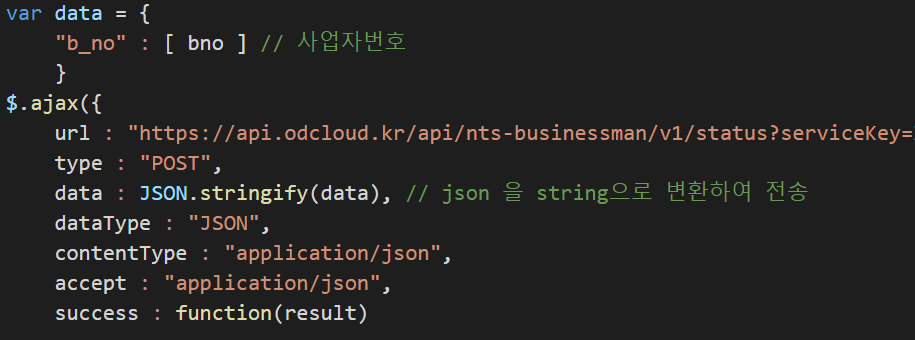 var data = {
"b_no" : [ bno ] // 사업자번호
}
$.ajax({
url : "https://api.odcloud.kr/api/nts-businessman/v1/status?serviceKey=
type : "POST",
data : JSON.stringify(data), // json 을 string으로 변환하여 전송
dataType : "JSON",
contentType : "application/json",
accept : "application/json",
success : function(result)